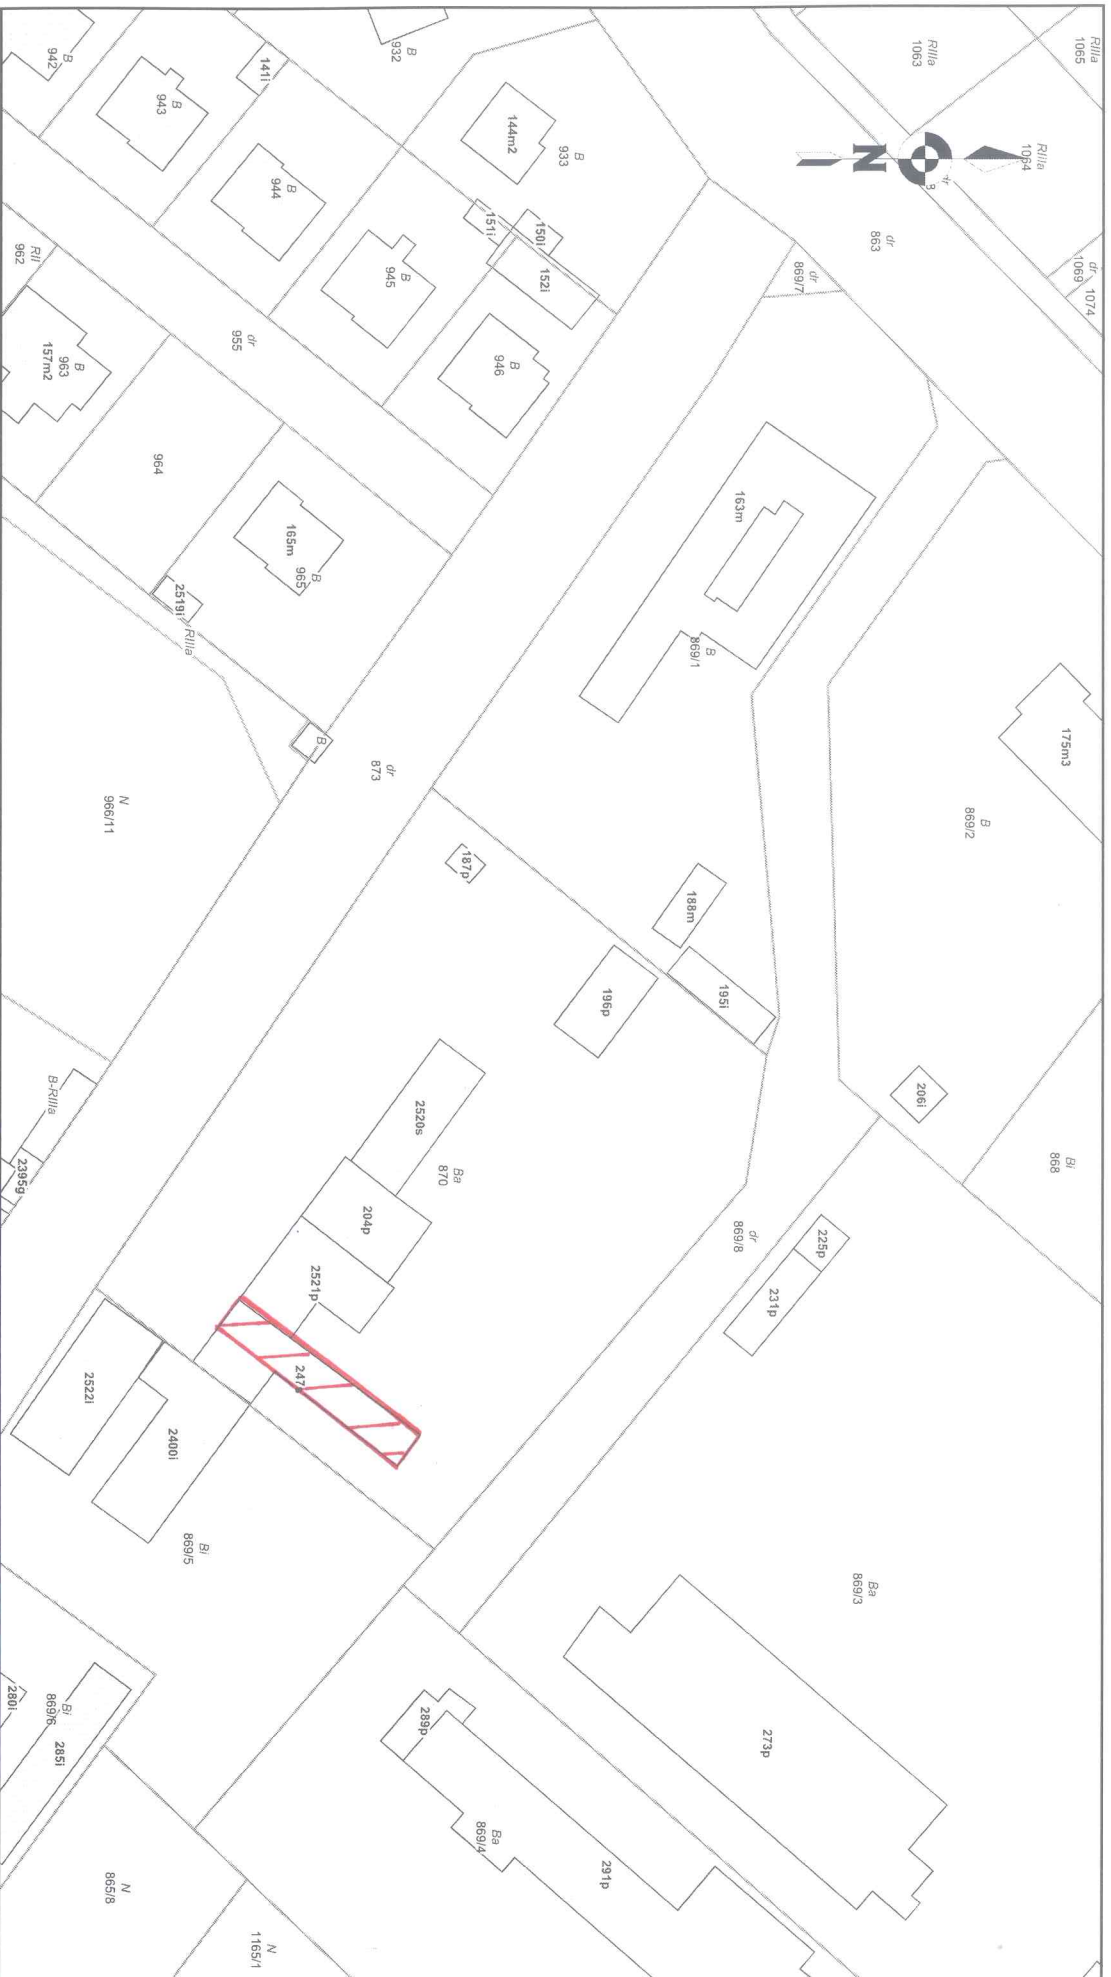 RIIIa
1065
RIIIa
1063
RIIIa
1064
dr
B
N
dr
863
dr
1069
1074
dr
869/7
B
932
B
933
144m2
141i
B
942
B
943
B
944
B
945
B
946
150i
151i
152i
RII
962
B
963
157m2
dr
955
964
165m
B
965
2519i
RIIIa
163m
B
869/1
175m3
B
869/2
B
dr
873
N
966/11
187p
188m
195i
196p
206i
Bi
868
B-RIIIa
2395g
2520s
Ba
870
204p
2521p
dr
869/8
225p
231p
2522i
2400i
Bi
869/5
Ba
869/3
273p
289p
Ba
869/4
291p
280i
Bi
869/6
285i
N
865/8
N
1165/1